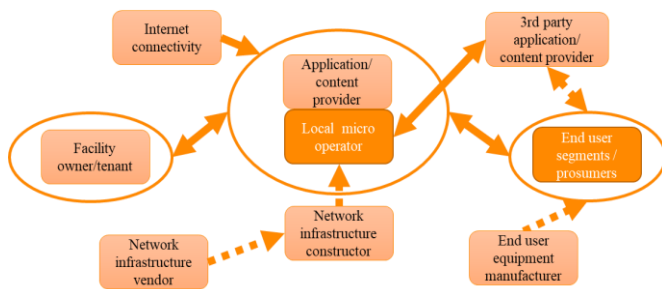 Internet
connectivity
3rd party
application/
content provider
Application/
content
provider
Local micro
operator
Facility
owner/tenant
End user
segments /
prosumers
Network
infrastructure
constructor
Network
infrastructure
vendor
End user
equipment
manufacturer